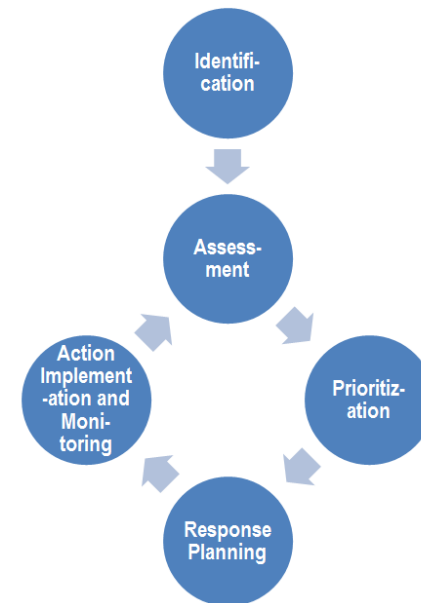 Identifi-
cation
Assess-
ment
Action
Implement
-ation and
Moni-
toring
Prioritiz-
ation
Response
Planning